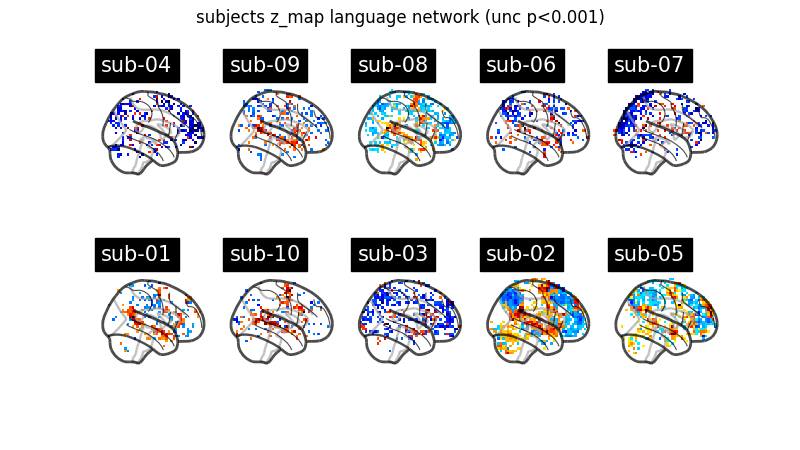 subjects z_map language network (unc p<0.001)
sub-04 sub-09 sub-08 sub-06 sub-07
sub-01 sub-10 sub-03 sub-02 sub-05